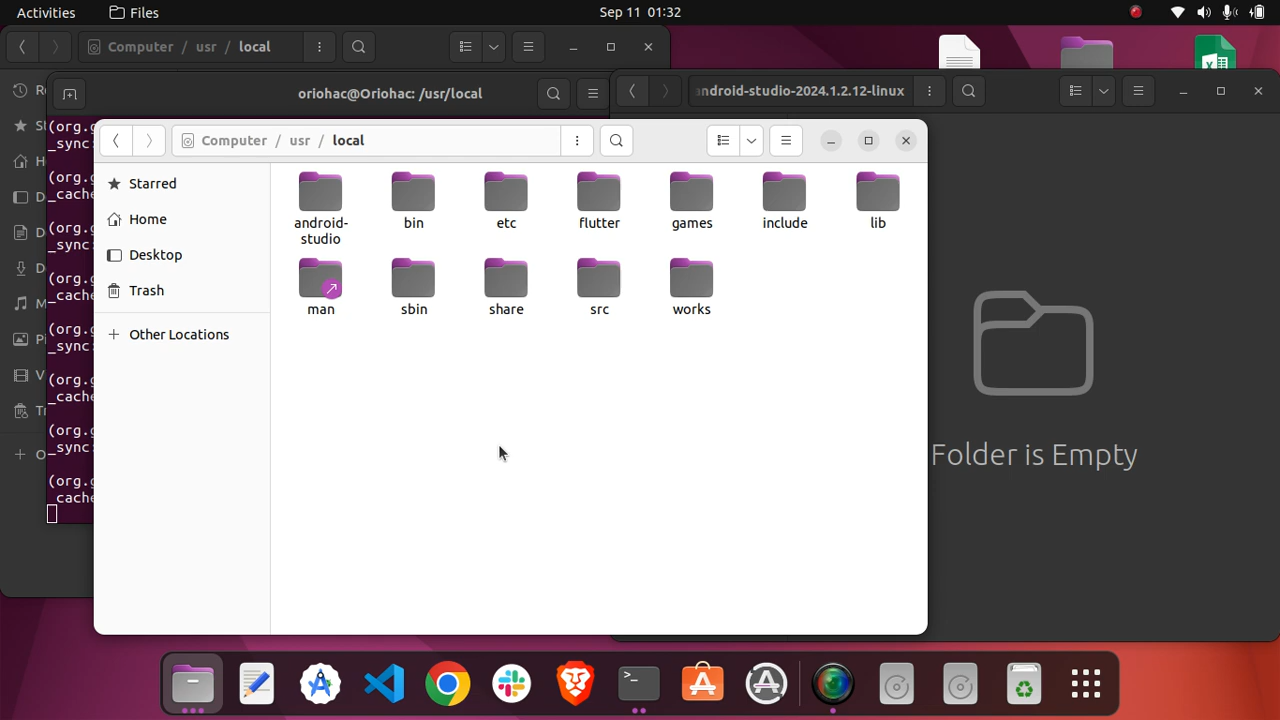 Activities Files Sep 11 01:32
Computer / usr / local
oriohac@Oriohac: /usr/local
ndroid-studio-2024.1.2.12-linux
Computer / usr / local
Starred
Home
Desktop
Trash
+ Other Locations
android-studio bin etc flutter games include lib
man sbin share src works
(org.g
_sync:
(org.g
_cache
(org.g
_sync:
(org.g
_cache
(org.g
_sync:
(org.g
_cache
(org.g
_sync:
(org.g
_cache
Folder is Empty